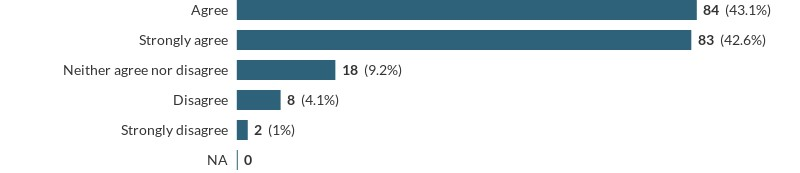 Agree 84 (43.1%)
Strongly agree 83 (42.6%)
Neither agree nor disagree 18 (9.2%)
Disagree 8 (4.1%)
Strongly disagree 2 (1%)
NA 0